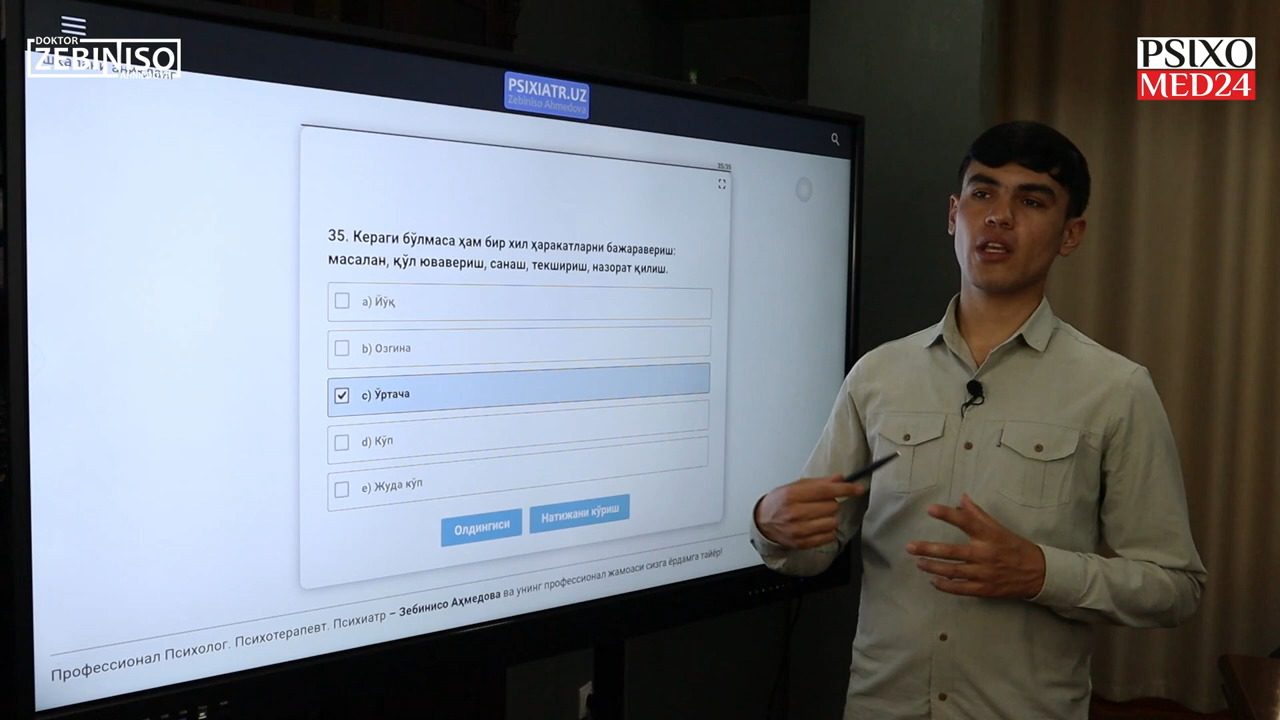 DOKTOR
ZEBINISO
PSIXO
MED24
PSIXIATR.UZ
Zebiniso Ahmedova
35/35
35. Кераги бўлмаса ҳам бир хил ҳаракатларни бажаравериш:
масалан, қўл ювавериш, санаш, текшириш, назорат қилиш.
a) Йўқ
b) Озгина
c) Ўртача
d) Кўп
e) Жуда кўп
Олдингиси
Натижани кўриш
Профессионал Психолог. Психотерапевт. Психиатр – Зебинисо Аҳмедова ва унинг профессионал жамоаси сизга ёрдамга тайёр!